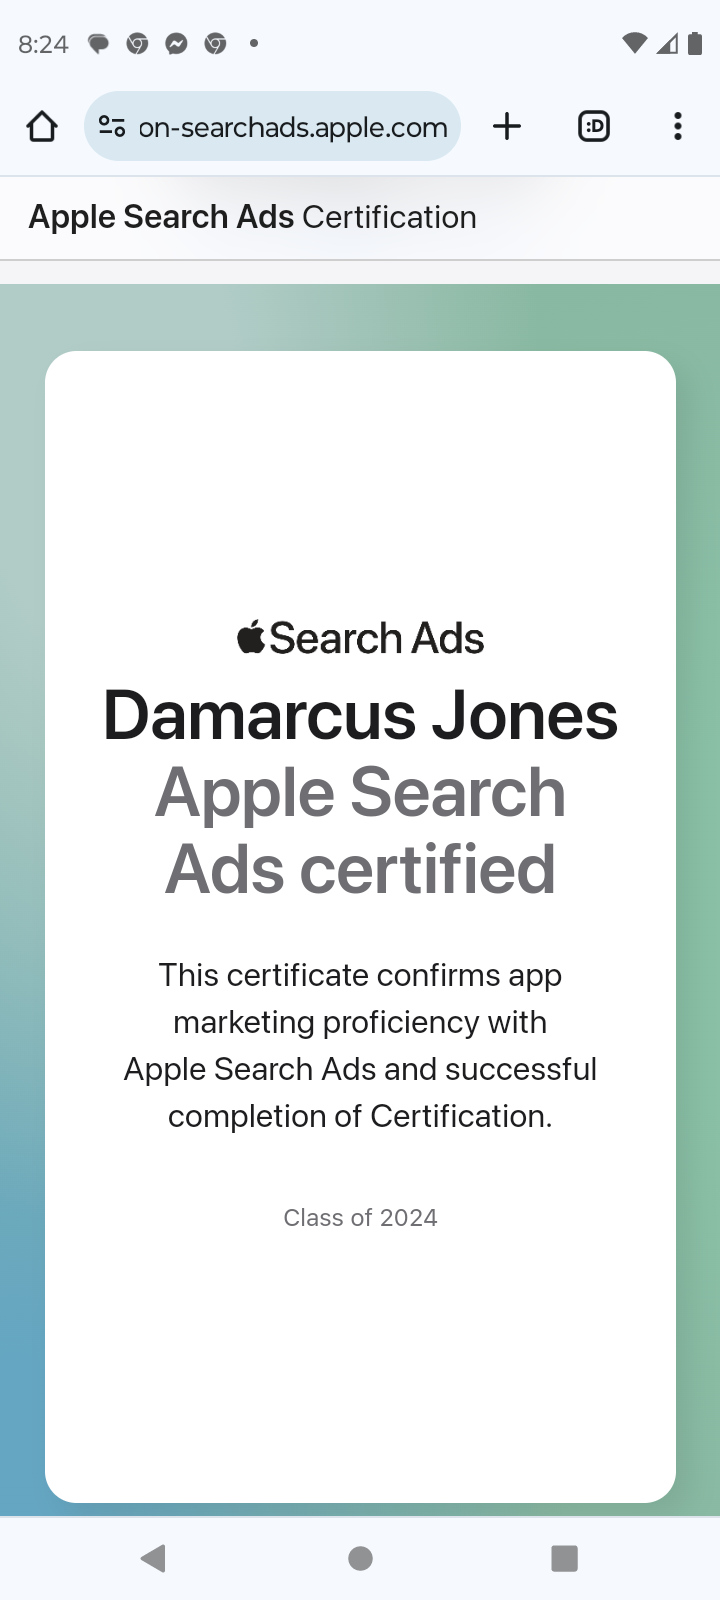 8:24
on-searchads.apple.com
:D
Apple Search Ads Certification
Search Ads
Damarcus Jones
Apple Search
Ads certified
This certificate confirms app
marketing proficiency with
Apple Search Ads and successful
completion of Certification.
Class of 2024